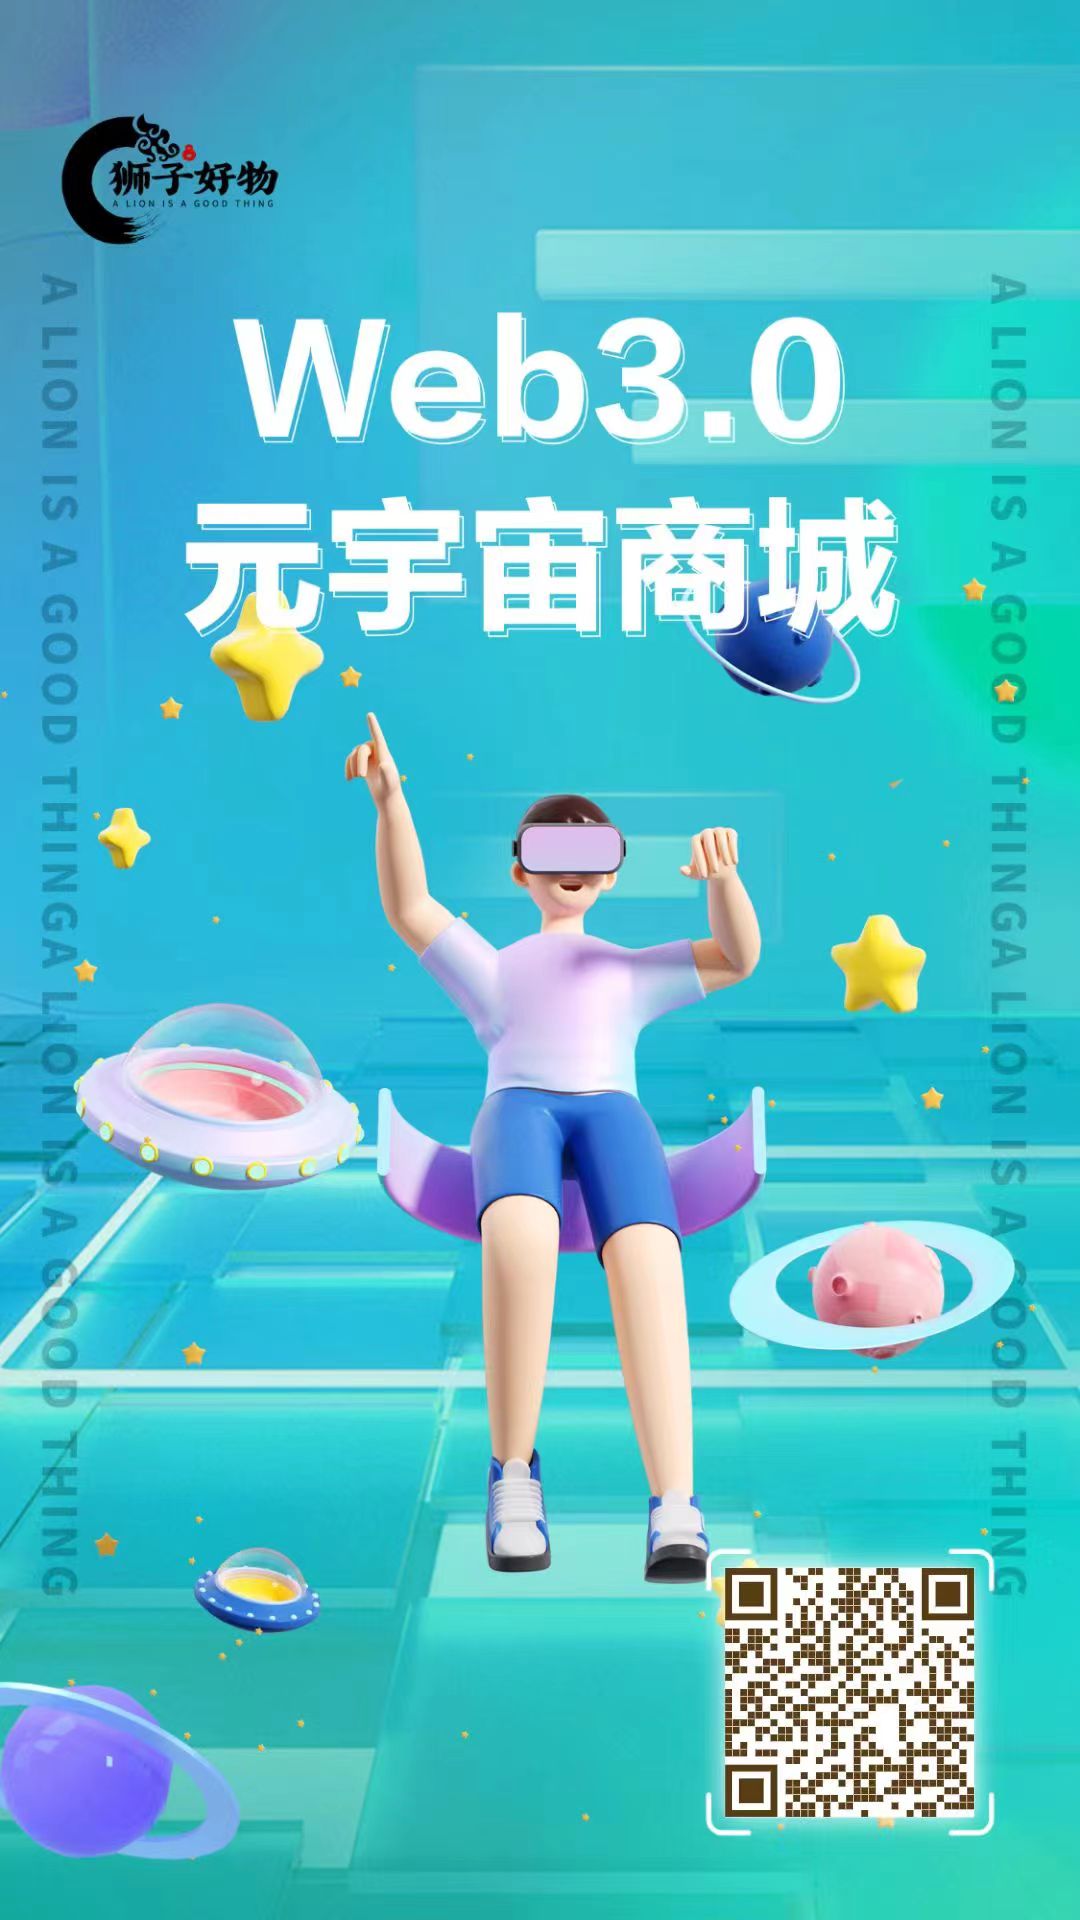 狮子好物
A LION IS A GOOD THING
Web3.0
元宇宙商城
A LION IS A GOOD THINGA LION IS A GOOD THING
A LION IS A GOOD THINGA LION IS A GOOD THING